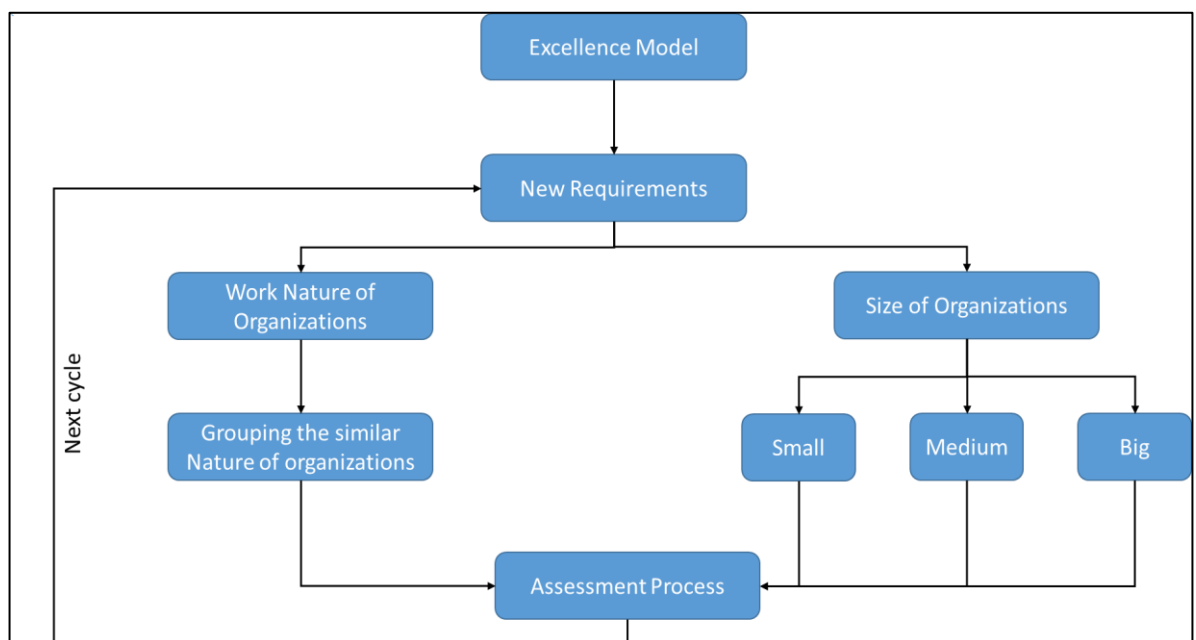 Excellence Model
New Requirements
Work Nature of
Organizations
Size of Organizations
Next cycle
Grouping the similar
Nature of organizations
Small
Medium
Big
Assessment Process